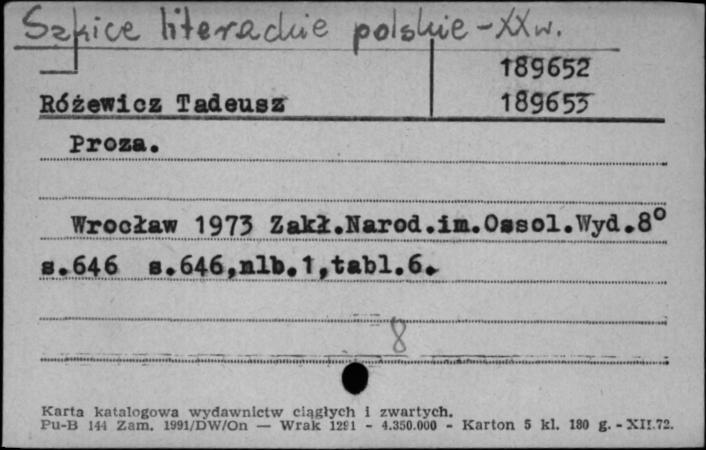 Szkice literackie polskie - XXw.
189652
Różewicz Tadeusz 189653
Proza.
Wrocław 1973 Zakł.Narod.im.Ossol.Wyd.8°
s.646 s.646,nlb.1,tabl.6.
8
Karta katalogowa wydawnictw ciągłych i zwartych.
Pu-B 144 Zam. 1991/DW/On — Wrak 1291 - 4.350.000 - Karton 5 kl. 180 g. - XII.72.